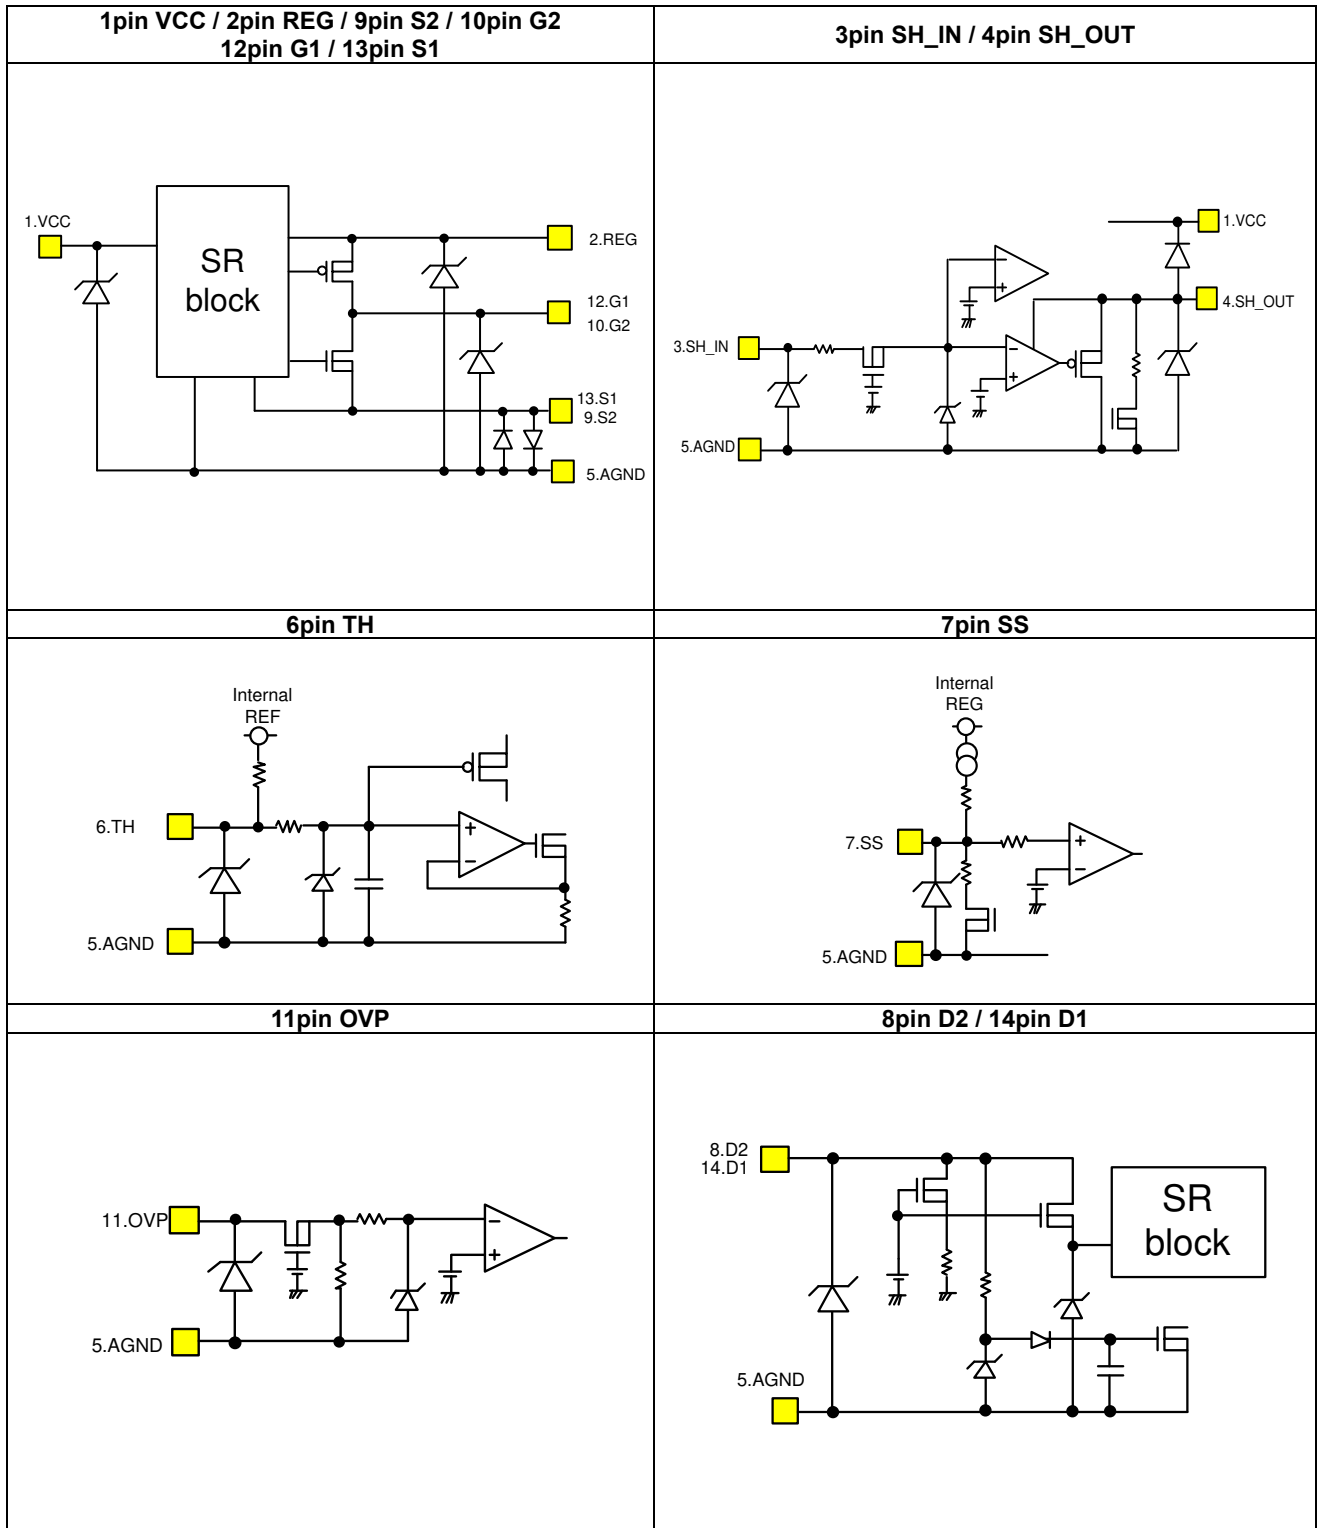 1pin VCC / 2pin REG / 9pin S2 / 10pin G2
12pin G1 / 13pin S1
3pin SH_IN / 4pin SH_OUT
1.VCC
SR
block
2.REG
12.G1
10.G2
13.S1
9.S2
5.AGND
1.VCC
4.SH_OUT
3.SH_IN
5.AGND
6pin TH
7pin SS
Internal
REF
6.TH
+
-
5.AGND
Internal
REG
7.SS
+
-
5.AGND
11pin OVP
8pin D2 / 14pin D1
11.OVP
-
+
5.AGND
8.D2
14.D1
SR
block
5.AGND